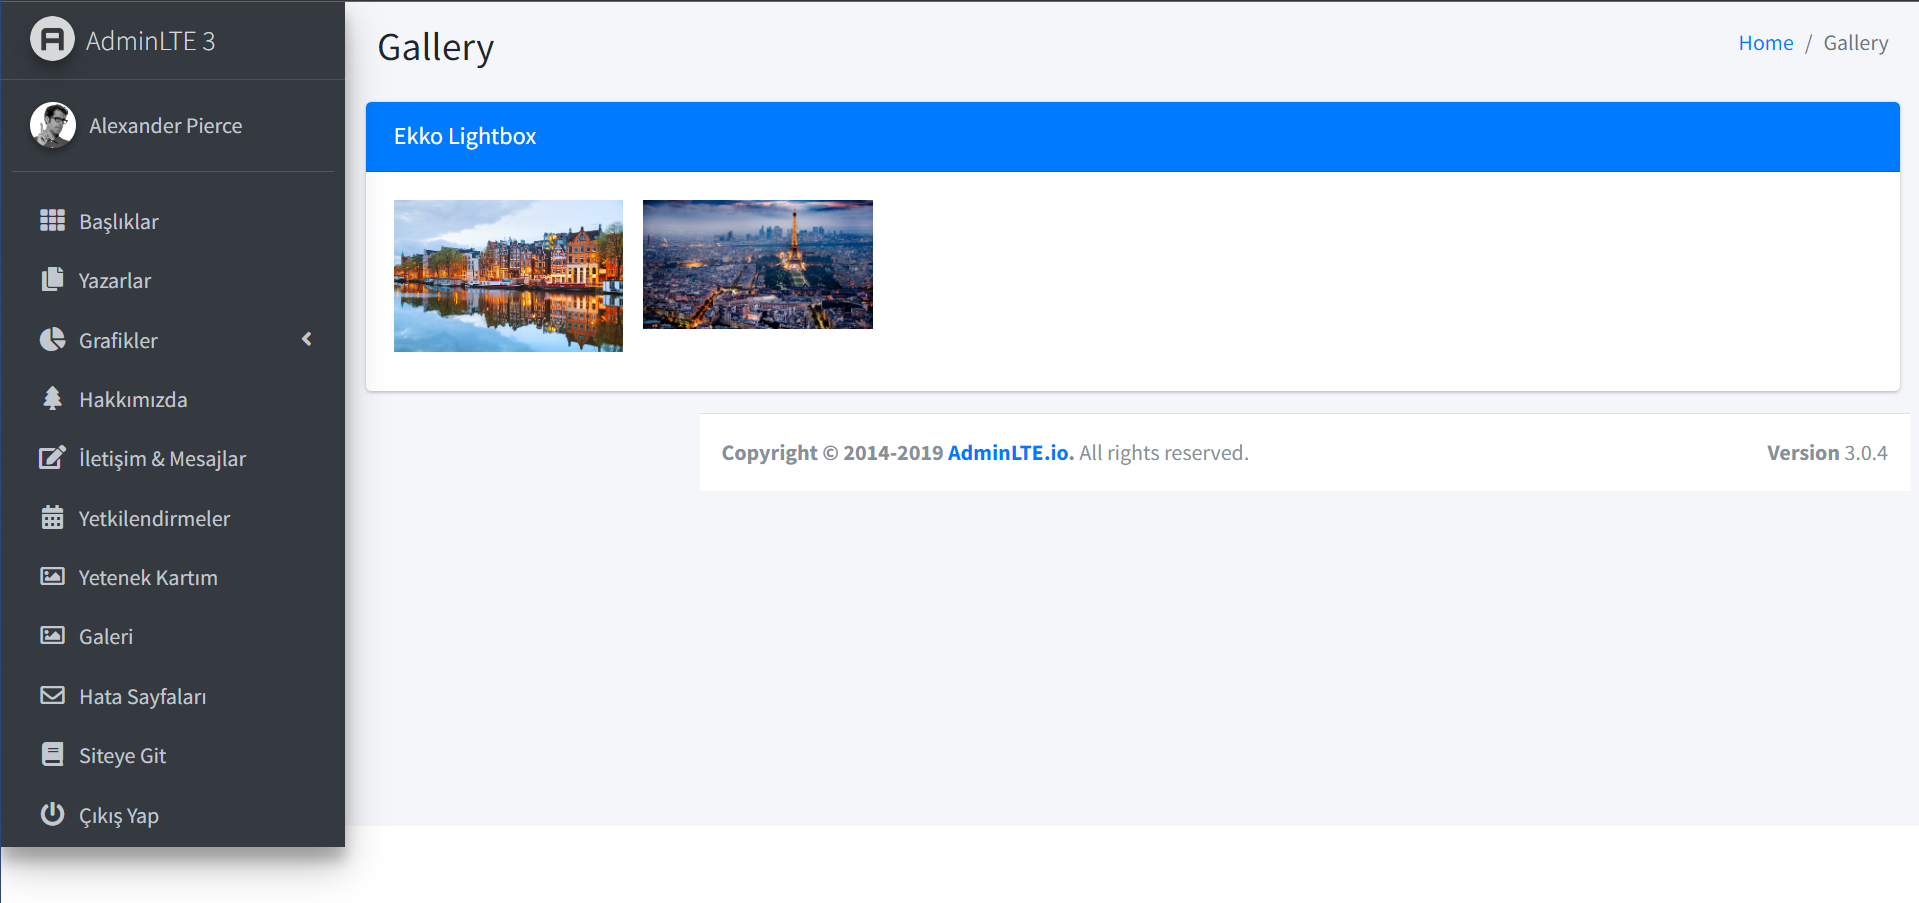 AdminLTE 3
Alexander Pierce
Başlıklar
Yazarlar
Grafikler
Hakkımızda
İletişim & Mesajlar
Yetkilendirmeler
Yetenek Kartım
Galeri
Hata Sayfaları
Siteye Git
Çıkış Yap
Gallery
Home / Gallery
Ekko Lightbox
Copyright © 2014-2019 AdminLTE.io. All rights reserved.
Version 3.0.4